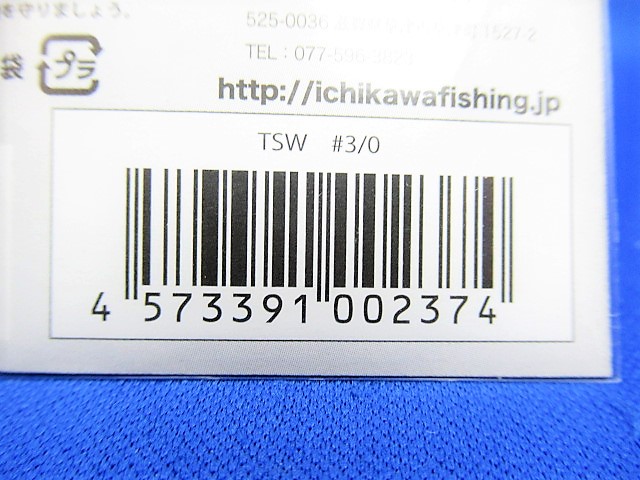 を守りましょう。
525-0036
TEL：077-596-
袋 プラ
http://ichikawafishing.jp
TSW #3/0
4 573391 002374